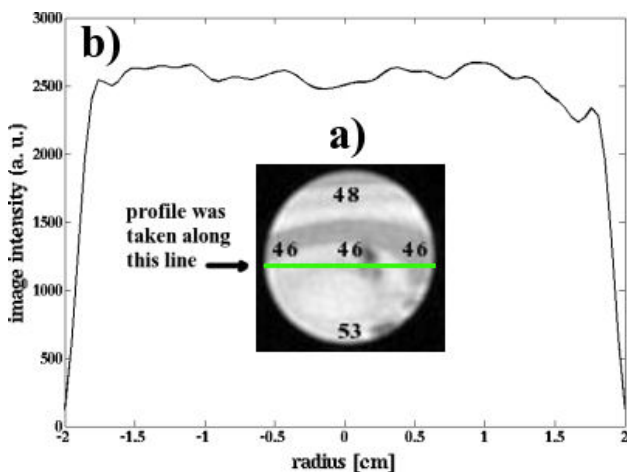 b)
3000
2500
2000
1500
1000
500
0
image intensity (a. u.)
a)
48
46 46 46
53
profile was
taken along
this line
-2 -1.5 -1 -0.5 0 0.5 1 1.5 2
radius [cm]